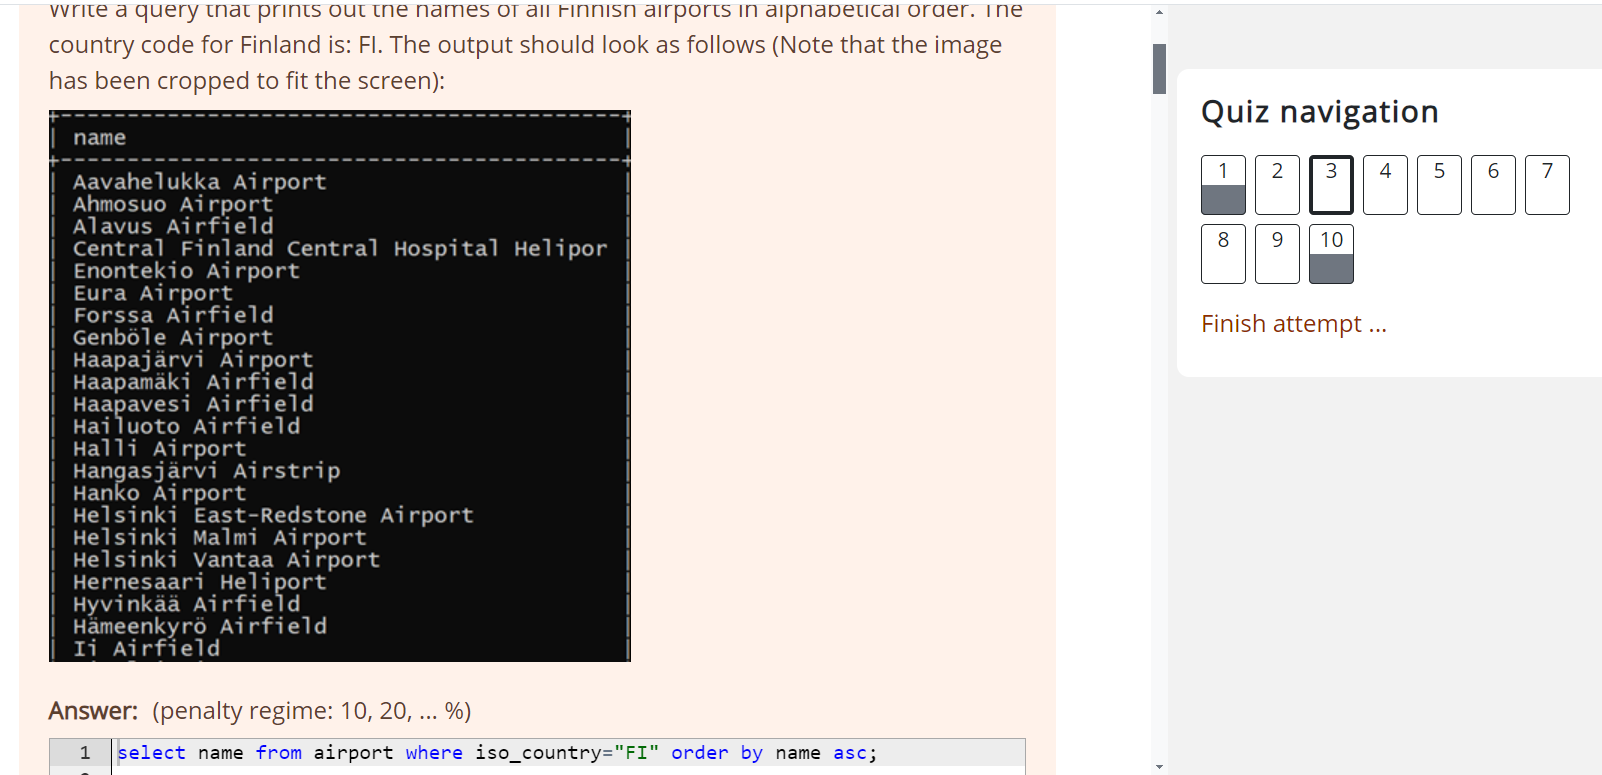 Write a query that prints out the names of all Finnish airports in alphabetical order. The
country code for Finland is: FI. The output should look as follows (Note that the image
has been cropped to fit the screen):
name
Aavahelukka Airport
Ahmosuo Airport
Alavus Airfield
Central Finland Central Hospital Helipor
Enontekio Airport
Eura Airport
Forssa Airfield
Genböle Airport
Haapajärvi Airport
Haapamäki Airfield
Haapavesi Airfield
Hailuoto Airfield
Halli Airport
Hangasjärvi Airstrip
Hanko Airport
Helsinki East-Redstone Airport
Helsinki Malmi Airport
Helsinki Vantaa Airport
Hernesaari Heliport
Hyvinkää Airfield
Hämeenkyrö Airfield
Ii Airfield
Answer: (penalty regime: 10, 20, ... %)
1 select name from airport where iso_country="FI" order by name asc;
Quiz navigation
1 2 3 4 5 6 7
8 9 10
Finish attempt ...